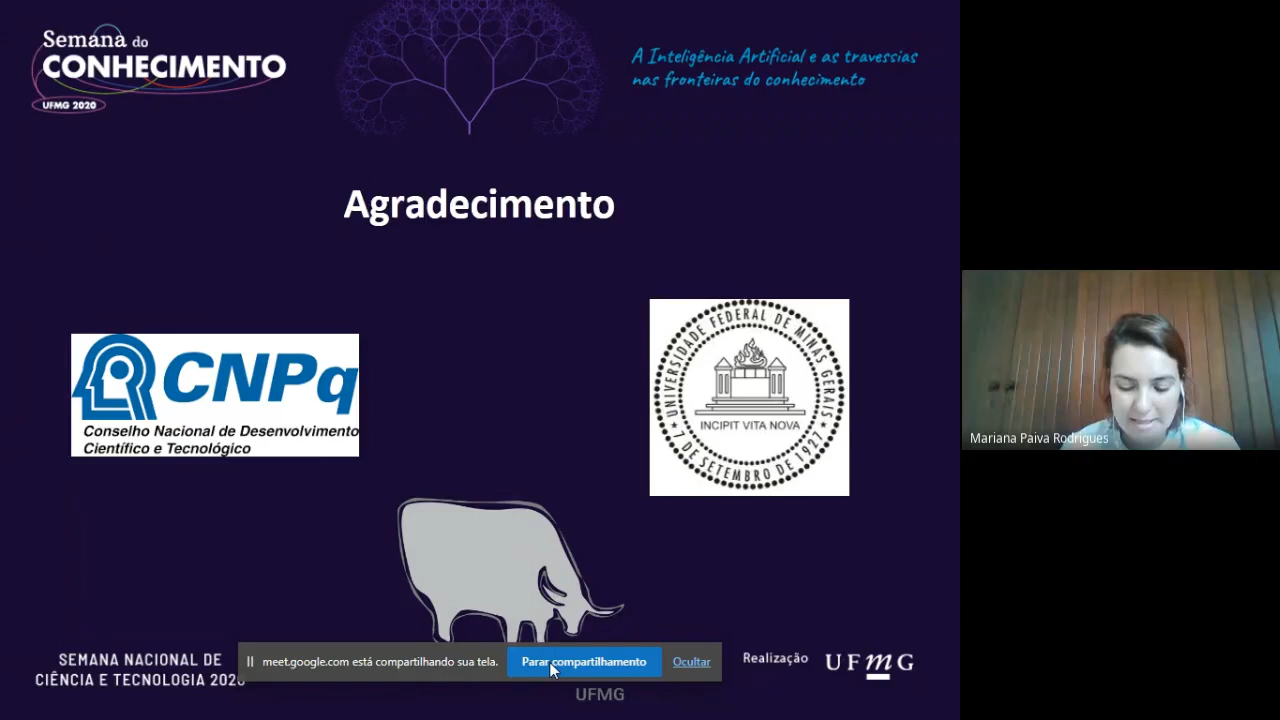 Semana do
CONHECIMENTO
UFMG 2020
A Inteligência Artificial e as travessias
nas fronteiras do conhecimento
Agradecimento
CNPq
Conselho Nacional de Desenvolvimento
Científico e Tecnológico
UNIVERSIDADE FEDERAL DE MINAS GERAIS
INCIPIT VITA NOVA
7 DE SETEMBRO DE 1927
Mariana Paiva Rodrigues
SEMANA NACIONAL DE
CIÊNCIA E TECNOLOGIA 2020
meet.google.com está compartilhando sua tela.
Parar compartilhamento
Ocultar
Realização
UFMG
UFMG